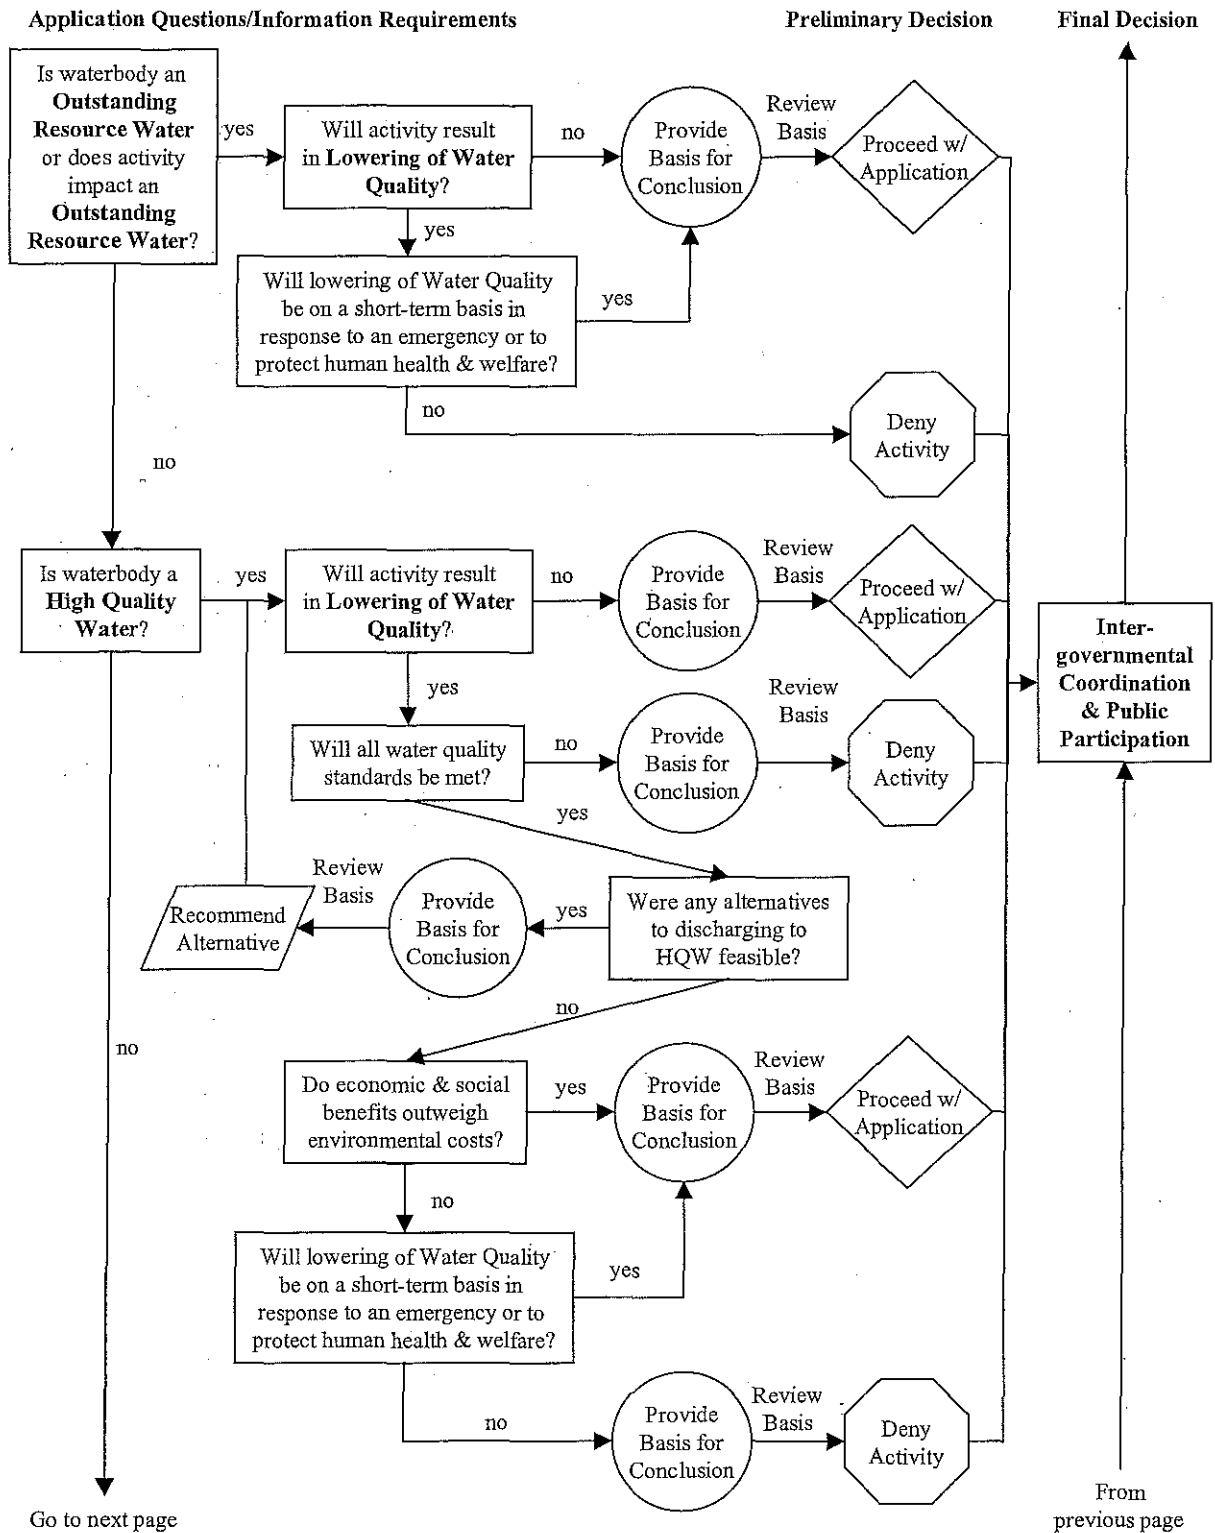 Application Questions/Information Requirements
Preliminary Decision
Final Decision
Is waterbody an
Outstanding
Resource Water
or does activity
impact an
Outstanding
Resource Water?
yes
Will activity result
in Lowering of Water
Quality?
no
Provide
Basis for
Conclusion
Review
Basis
Proceed w/
Application
yes
Will lowering of Water Quality
be on a short-term basis in
response to an emergency or to
protect human health & welfare?
yes
no
Deny
Activity
no
Is waterbody a
High Quality
Water?
yes
Will activity result
in Lowering of Water
Quality?
no
Provide
Basis for
Conclusion
Review
Basis
Proceed w/
Application
Inter-
governmental
Coordination
& Public
Participation
yes
Will all water quality
standards be met?
no
Provide
Basis for
Conclusion
Review
Basis
Deny
Activity
yes
Were any alternatives
to discharging to
HQW feasible?
yes
Provide
Basis for
Conclusion
Review
Basis
Recommend
Alternative
no
no
Do economic & social
benefits outweigh
environmental costs?
yes
Provide
Basis for
Conclusion
Review
Basis
Proceed w/
Application
no
Will lowering of Water Quality
be on a short-term basis in
response to an emergency or to
protect human health & welfare?
yes
no
Provide
Basis for
Conclusion
Review
Basis
Deny
Activity
Go to next page
From
previous page